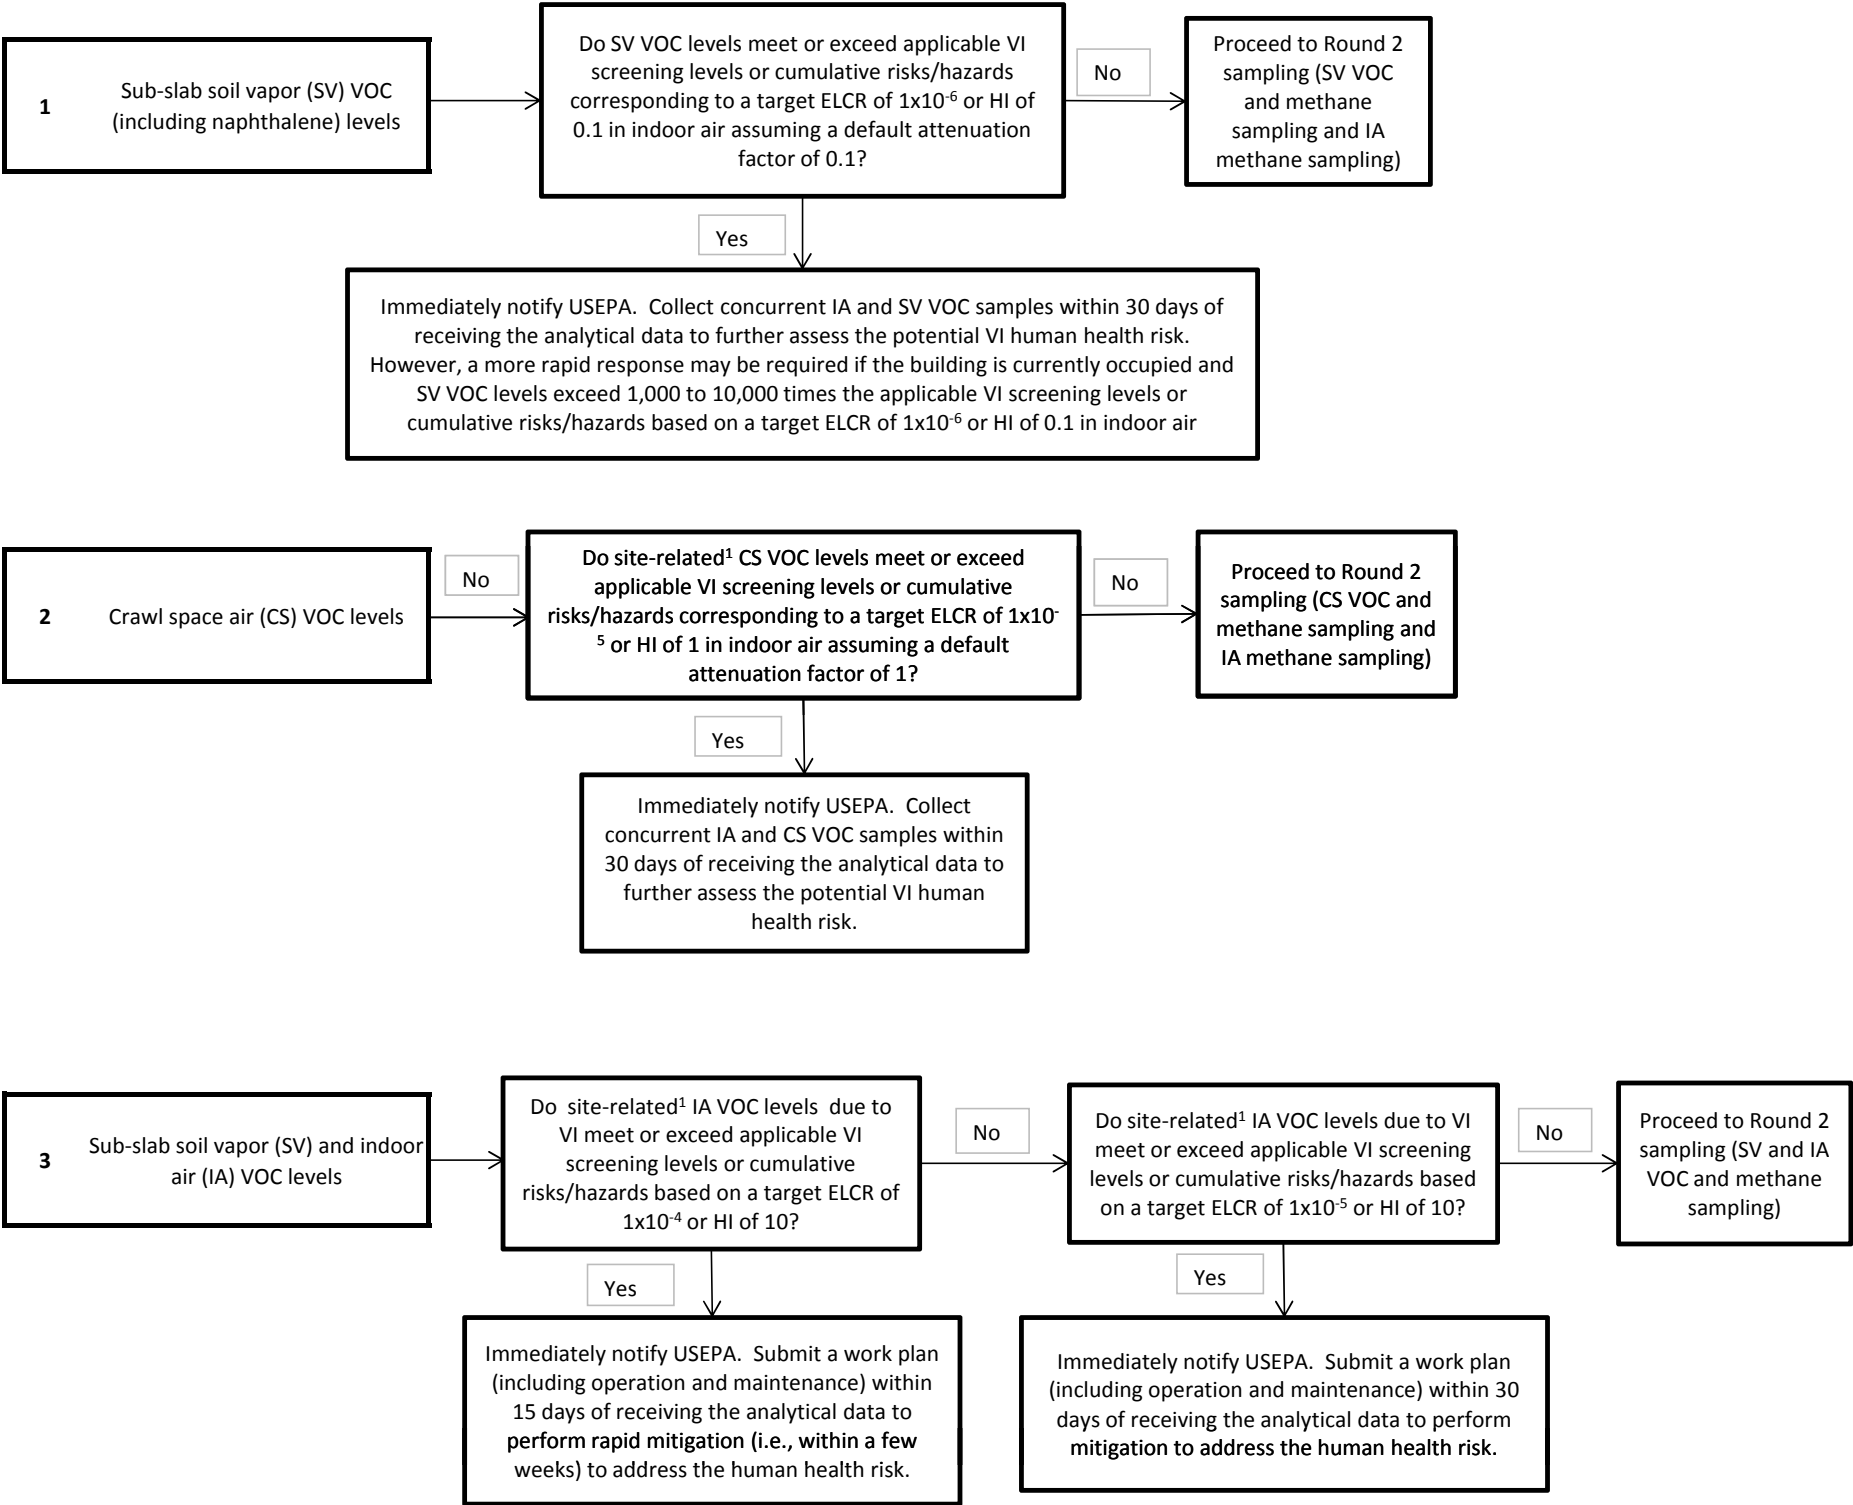 1
Sub-slab soil vapor (SV) VOC
(including naphthalene) levels
Do SV VOC levels meet or exceed applicable VI
screening levels or cumulative risks/hazards
corresponding to a target ELCR of 1x10⁻⁶ or HI of
0.1 in indoor air assuming a default attenuation
factor of 0.1?
No
Proceed to Round 2
sampling (SV VOC
and methane
sampling and IA
methane sampling)
Yes
Immediately notify USEPA. Collect concurrent IA and SV VOC samples within 30 days of
receiving the analytical data to further assess the potential VI human health risk.
However, a more rapid response may be required if the building is currently occupied and
SV VOC levels exceed 1,000 to 10,000 times the applicable VI screening levels or
cumulative risks/hazards based on a target ELCR of 1x10⁻⁶ or HI of 0.1 in indoor air
2
Crawl space air (CS) VOC levels
No
Do site-related¹ CS VOC levels meet or exceed
applicable VI screening levels or cumulative
risks/hazards corresponding to a target ELCR of 1x10⁻
⁵ or HI of 1 in indoor air assuming a default
attenuation factor of 1?
No
Proceed to Round 2
sampling (CS VOC and
methane sampling and
IA methane sampling)
Yes
Immediately notify USEPA. Collect
concurrent IA and CS VOC samples within
30 days of receiving the analytical data to
further assess the potential VI human
health risk.
3
Sub-slab soil vapor (SV) and indoor
air (IA) VOC levels
Do site-related¹ IA VOC levels due to
VI meet or exceed applicable VI
screening levels or cumulative
risks/hazards based on a target ELCR of
1x10⁻⁴ or HI of 10?
No
Do site-related¹ IA VOC levels due to VI
meet or exceed applicable VI screening
levels or cumulative risks/hazards based
on a target ELCR of 1x10⁻⁵ or HI of 10?
No
Proceed to Round 2
sampling (SV and IA
VOC and methane
sampling)
Yes
Immediately notify USEPA. Submit a work plan
(including operation and maintenance) within
15 days of receiving the analytical data to
perform rapid mitigation (i.e., within a few
weeks) to address the human health risk.
Yes
Immediately notify USEPA. Submit a work plan
(including operation and maintenance) within 30
days of receiving the analytical data to perform
mitigation to address the human health risk.